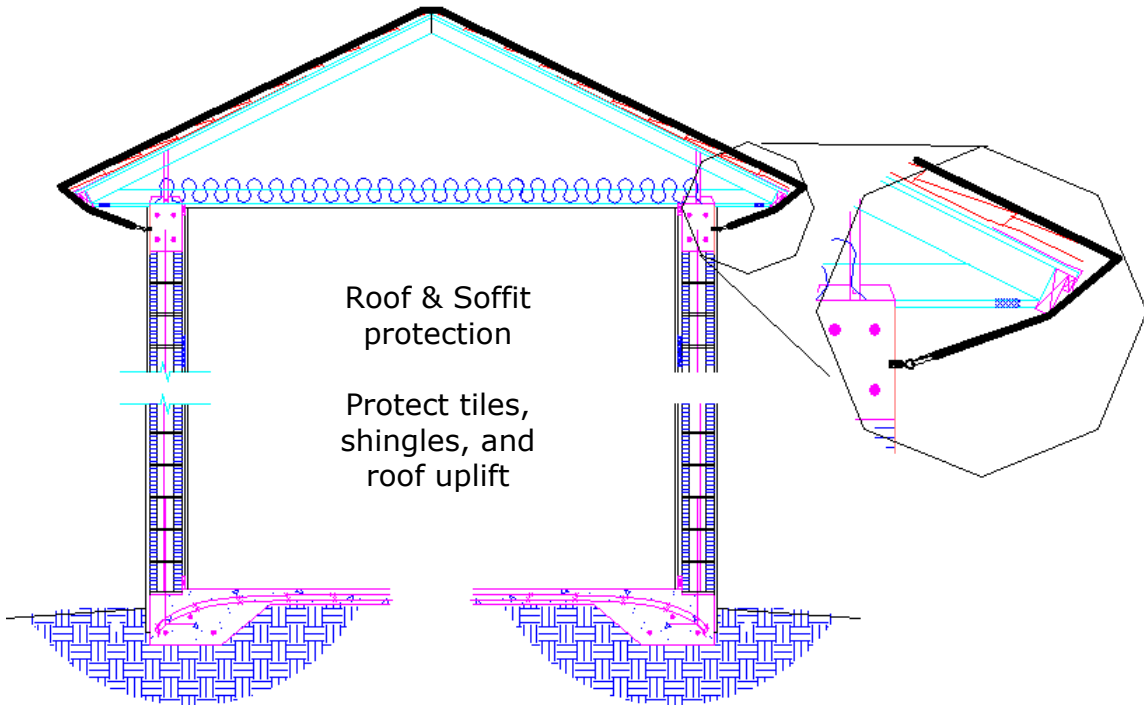 Roof & Soffit
protection
Protect tiles,
shingles, and
roof uplift